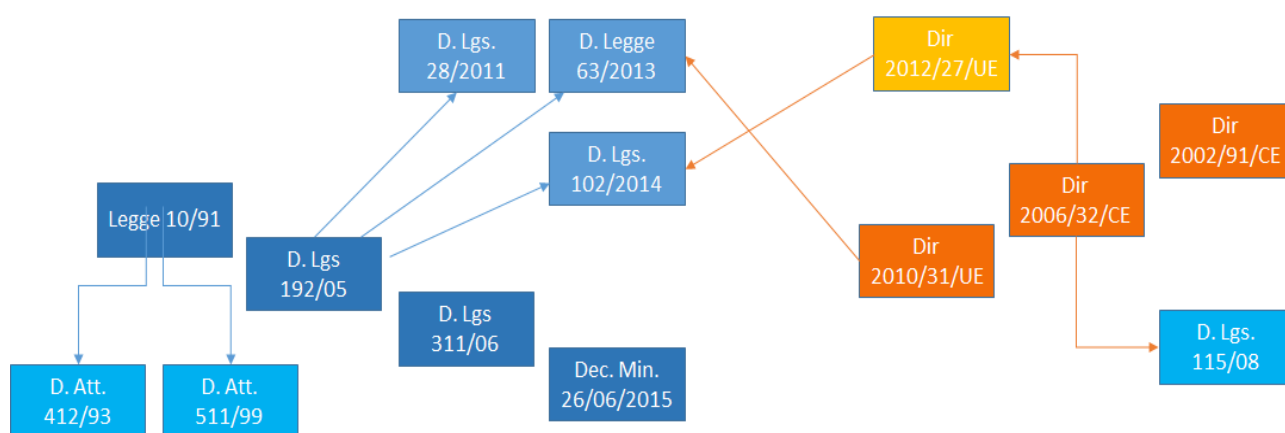 D. Lgs.
28/2011
D. Legge
63/2013
Dir
2012/27/UE
Dir
2002/91/CE
D. Lgs.
102/2014
Dir
2006/32/CE
Legge 10/91
D. Lgs
192/05
Dir
2010/31/UE
D. Lgs
311/06
D. Lgs.
115/08
Dec. Min.
26/06/2015
D. Att.
412/93
D. Att.
511/99